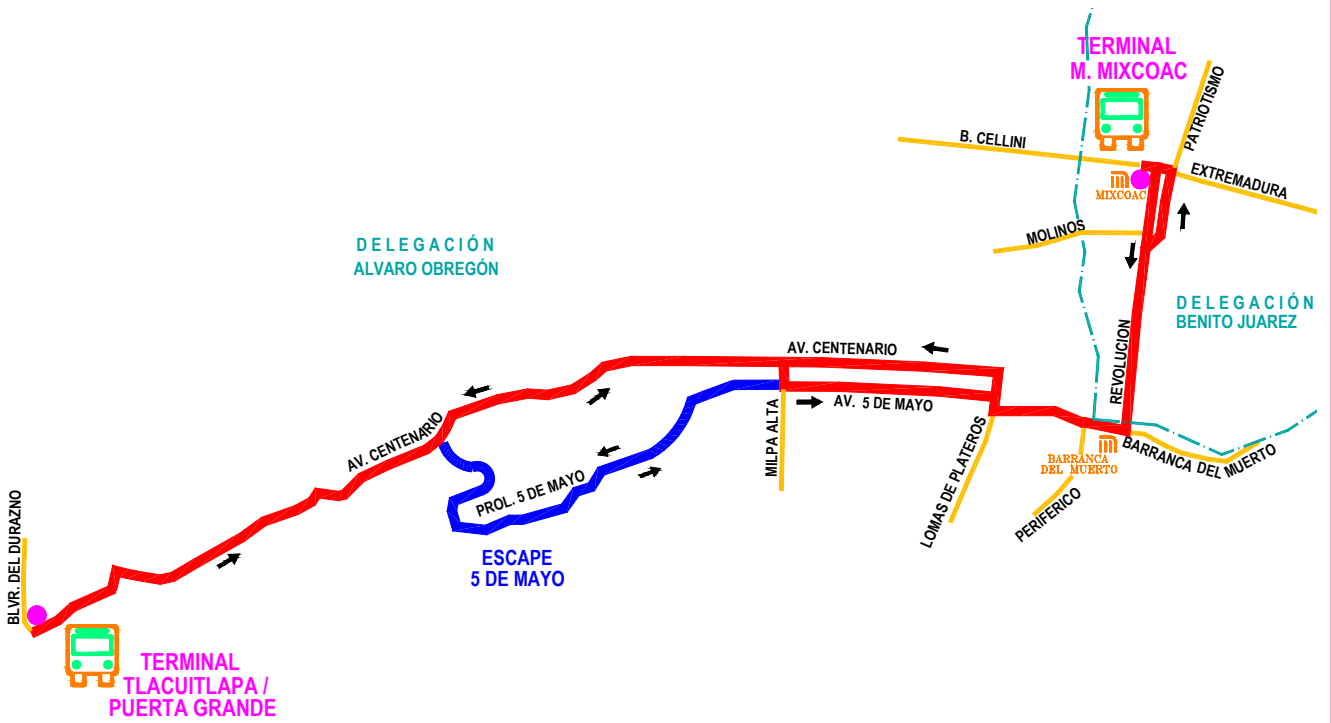 TERMINAL
M. MIXCOAC
PATRIOTISMO
B. CELLINI
EXTREMADURA
MIXCOAC
MOLINOS
DELEGACIÓN
ALVARO OBREGÓN
DELEGACIÓN
BENITO JUAREZ
REVOLUCION
AV. CENTENARIO
AV. 5 DE MAYO
MILPA ALTA
AV. CENTENARIO
PROL. 5 DE MAYO
LOMAS DE PLATEROS
BARRANCA
DEL MUERTO
BARRANCA DEL MUERTO
PERIFERICO
ESCAPE
5 DE MAYO
BLVR. DEL DURAZNO
TERMINAL
TLACUITLAPA /
PUERTA GRANDE